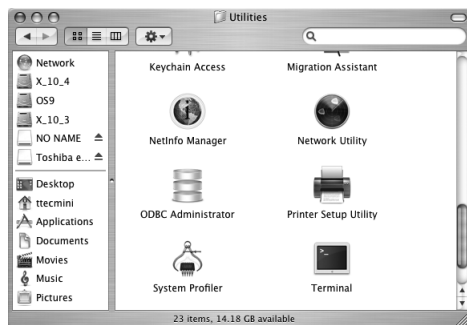 Utilities
Network
X_10_4
OS9
X_10_3
NO NAME
Toshiba e...
Desktop
ttecmini
Applications
Documents
Movies
Music
Pictures
Keychain Access
Migration Assistant
NetInfo Manager
Network Utility
ODBC Administrator
Printer Setup Utility
System Profiler
Terminal
23 items, 14.18 GB available